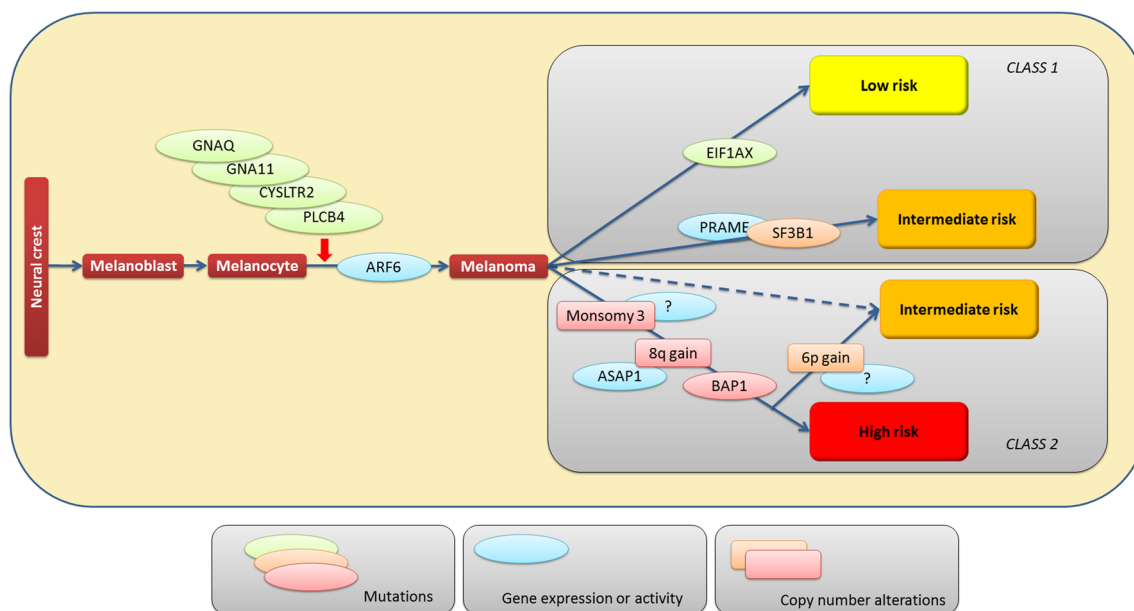 CLASS 1
Low risk
EIF1AX
GNAQ
GNA11
CYSLTR2
PLCB4
PRAME
SF3B1
Intermediate risk
Neural crest
Melanoblast
Melanocyte
ARF6
Melanoma
Monsomy 3
?
Intermediate risk
8q gain
6p gain
ASAP1
BAP1
?
High risk
CLASS 2
Mutations
Gene expression or activity
Copy number alterations